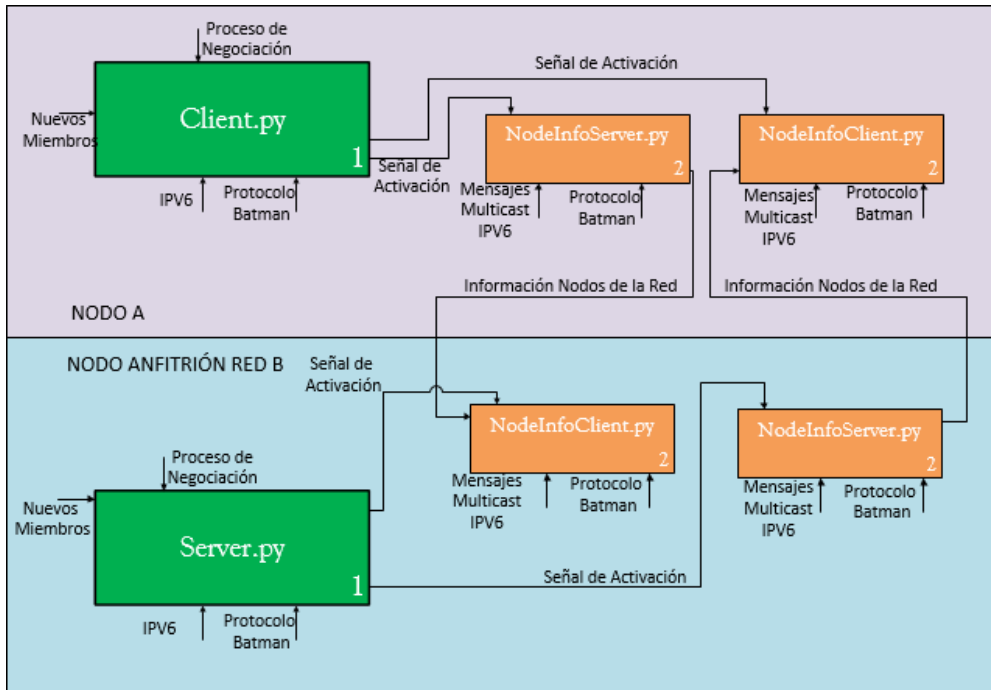 Proceso de
Negociación
Nuevos
Miembros
Client.py
1
IPV6
Protocolo
Batman
Señal de Activación
Señal de
Activación
NodeInfoServer.py
2
Mensajes
Multicast
IPV6
Protocolo
Batman
NodeInfoClient.py
2
Mensajes
Multicast
IPV6
Protocolo
Batman
Información Nodos de la Red
Información Nodos de la Red
NODO A
NODO ANFITRIÓN RED B
Señal de
Activación
NodeInfoClient.py
2
Mensajes
Multicast
IPV6
Protocolo
Batman
NodeInfoServer.py
2
Mensajes
Multicast
IPV6
Protocolo
Batman
Proceso de
Negociación
Nuevos
Miembros
Server.py
1
Señal de Activación
IPV6
Protocolo
Batman